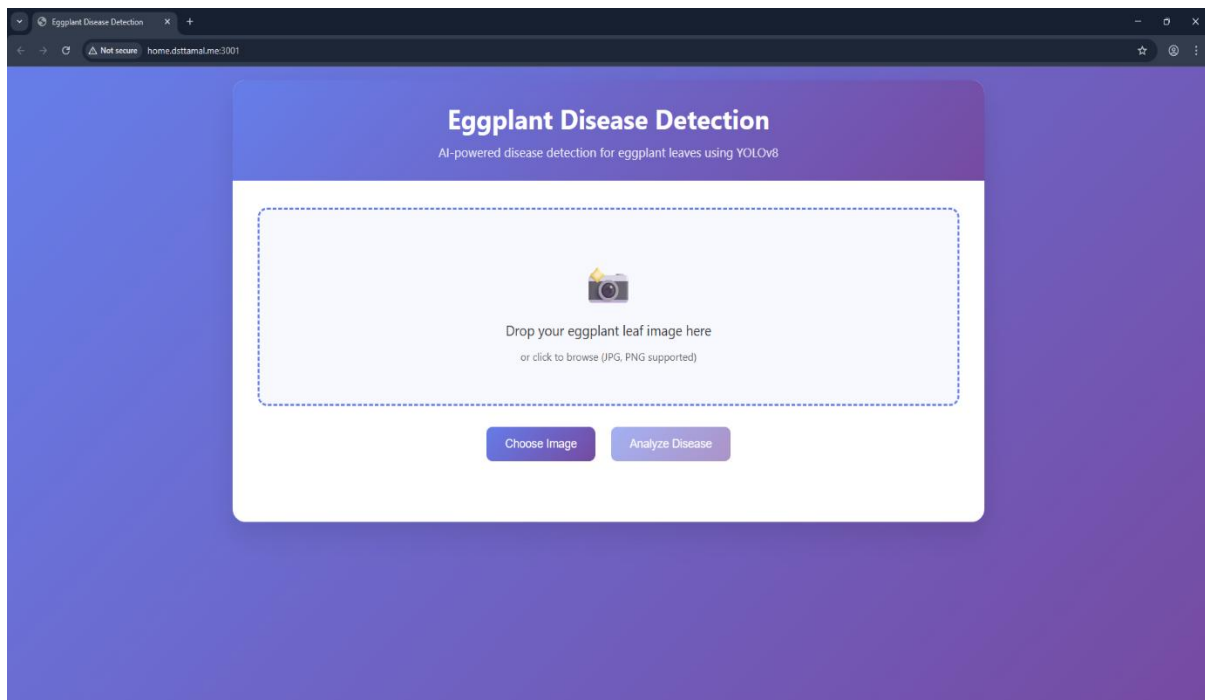 Eggplant Disease Detection
Not secure home.dsttamal.me:3001
Eggplant Disease Detection
AI-powered disease detection for eggplant leaves using YOLOv8
Drop your eggplant leaf image here
or click to browse (JPG, PNG supported)
Choose Image Analyze Disease